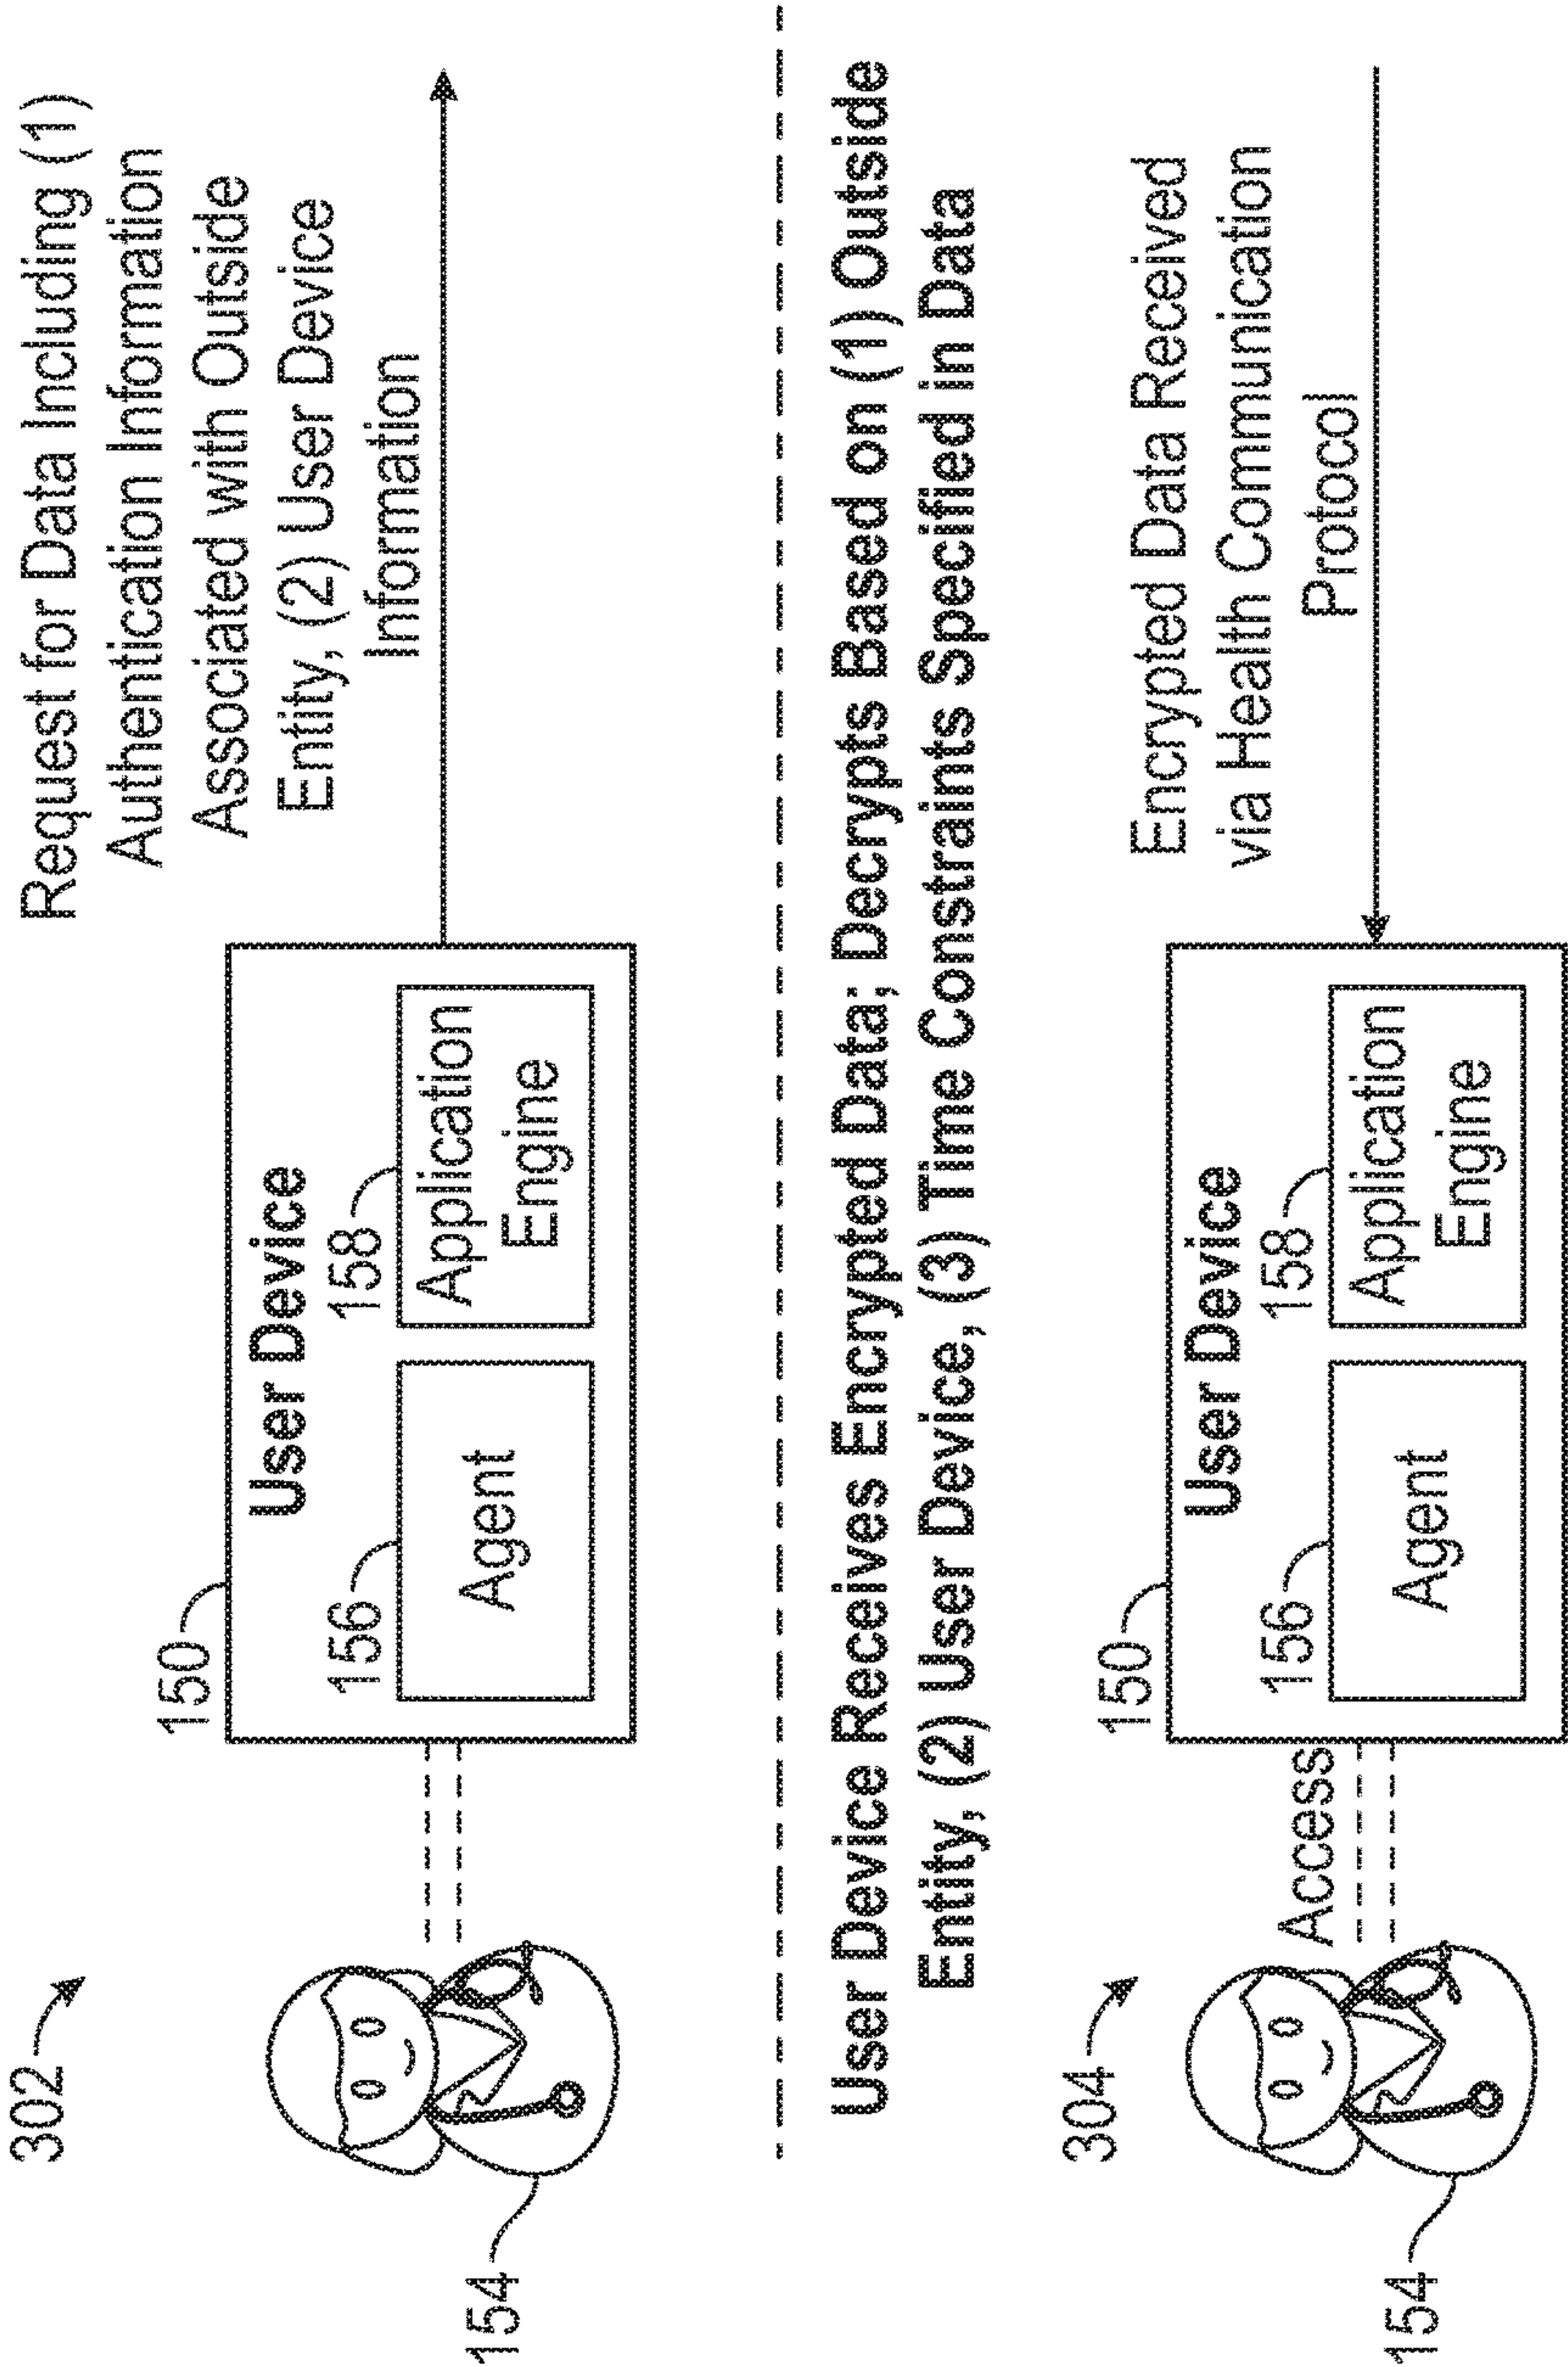 302
Request for Data Including (1)
Authentication Information
Associated with Outside
Entity, (2) User Device
Information
150
User Device
156
158
Agent
Application
Engine
154
User Device Receives Encrypted Data; Decrypts Based on (1) Outside
Entity, (2) User Device, (3) Time Constraints Specified in Data
304
Encrypted Data Received
via Health Communication
Protocol
150
User Device
Access
156
158
Agent
Application
Engine
154